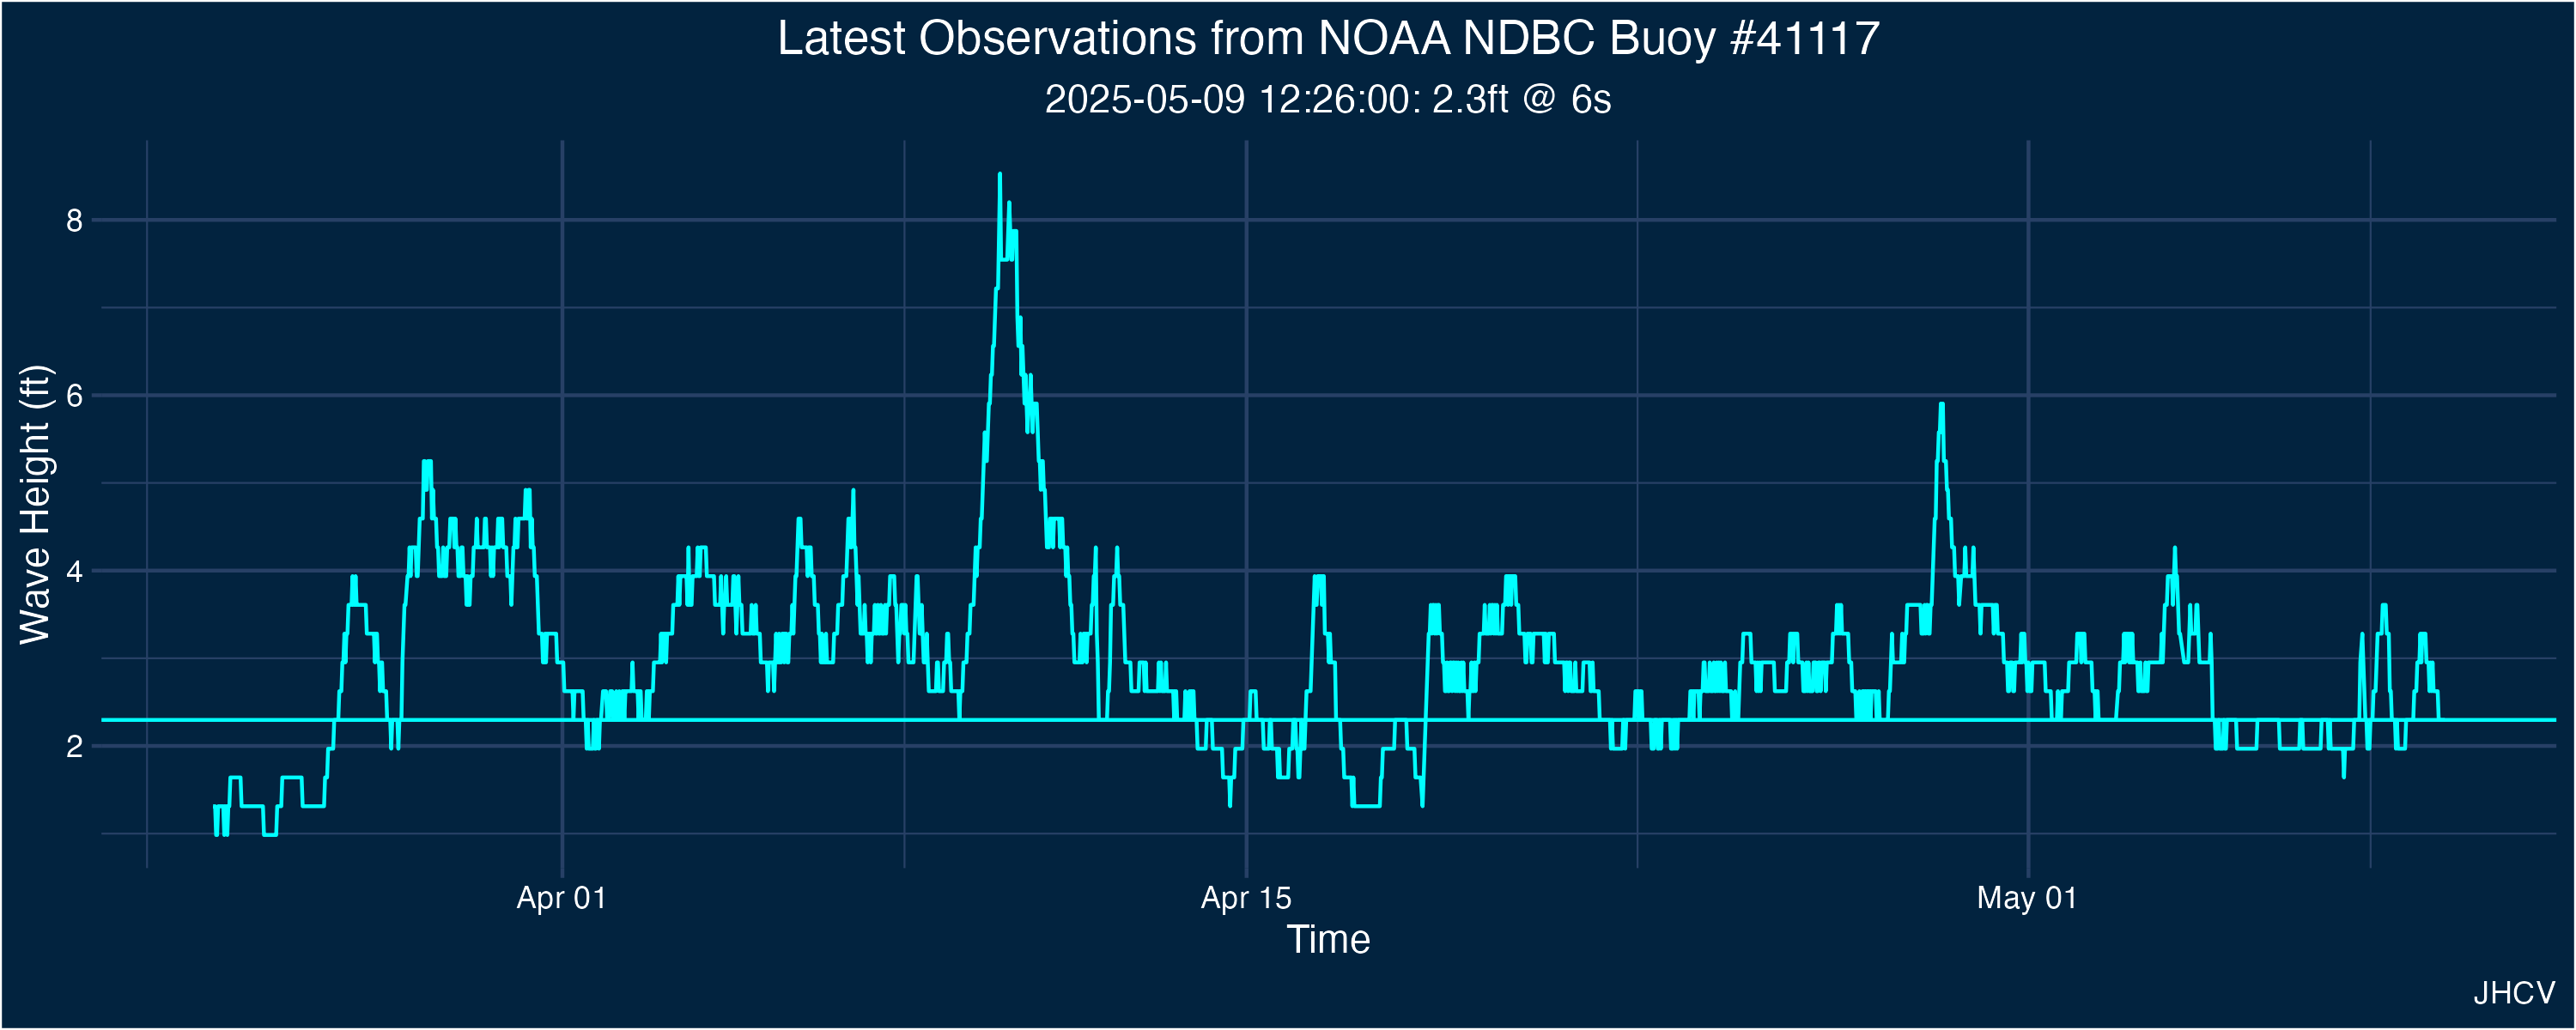 Latest Observations from NOAA NDBC Buoy #41117
2025-05-09 12:26:00: 2.3ft @ 6s
Wave Height (ft)
8
6
4
2
Apr 01
Apr 15
May 01
Time
JHCV